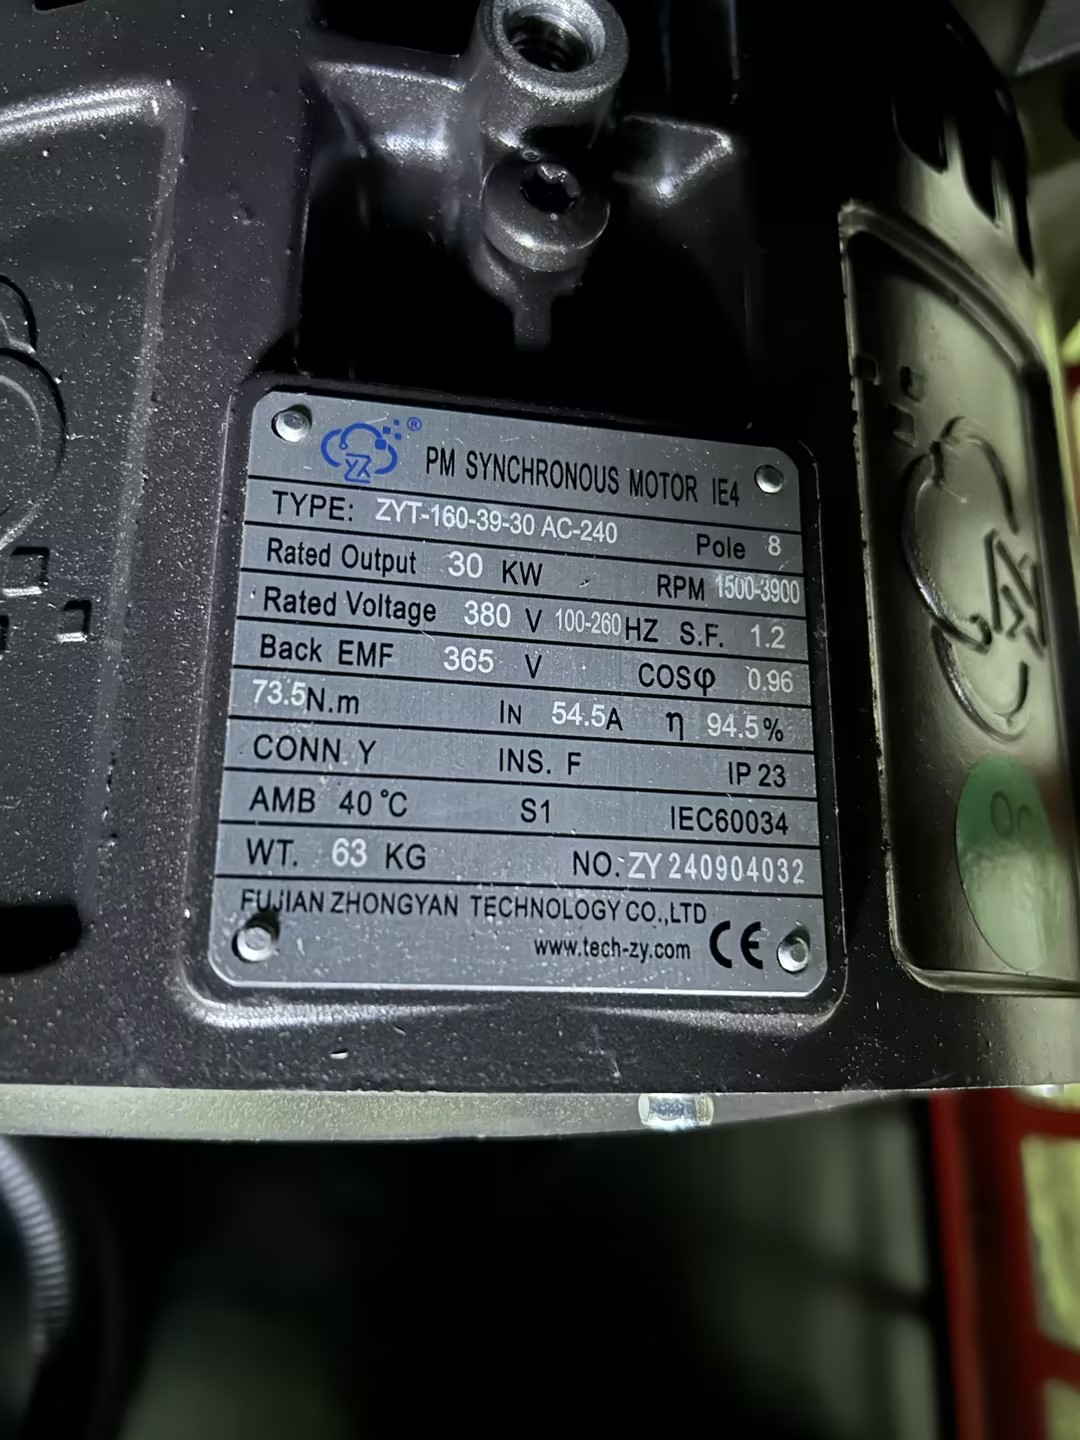 YX ® PM SYNCHRONOUS MOTOR IE4
TYPE: ZYT-160-39-30 AC-240 Pole 8
Rated Output 30 KW RPM 1500-3900
Rated Voltage 380 V 100-260 HZ S.F. 1.2
Back EMF 365 V COSφ 0.96
73.5 N.m IN 54.5A η 94.5%
CONN. Y INS. F IP 23
AMB 40°C S1 IEC60034
WT. 63 KG NO. ZY 240904032
FUJIAN ZHONGYAN TECHNOLOGY CO.,LTD
www.tech-zy.com CE